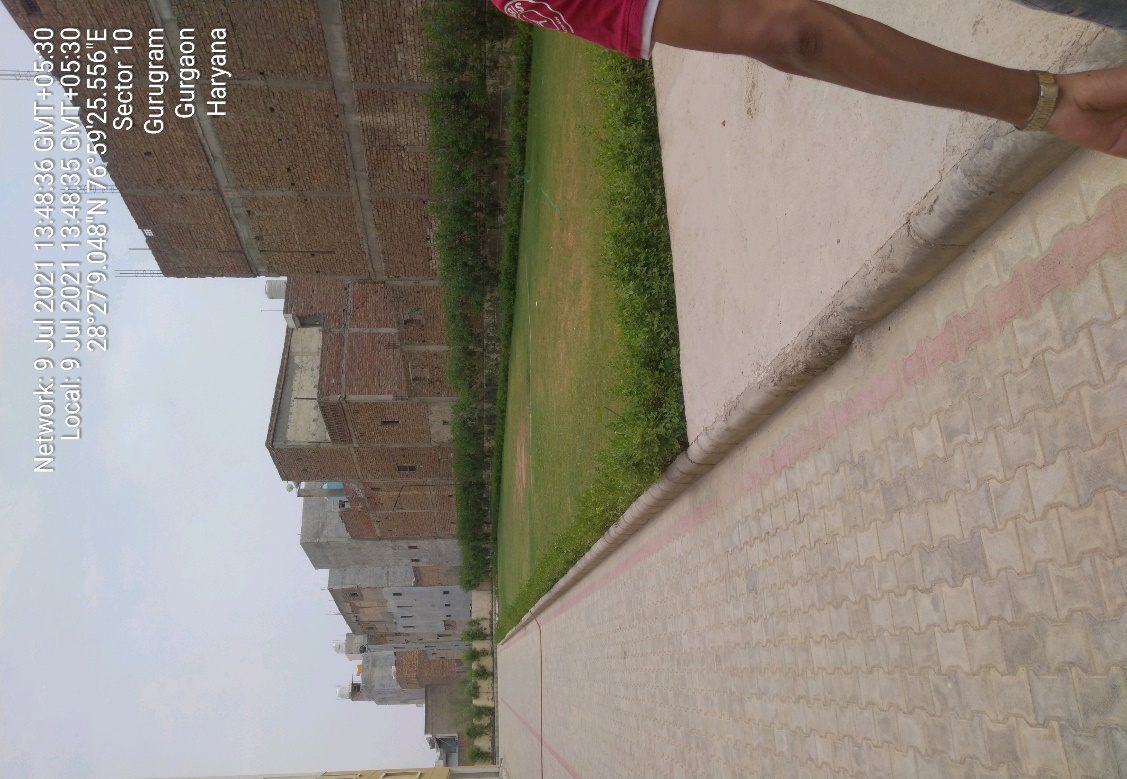 Network: 9 Jul 2021 13:48:36 GMT+05:30
Local: 9 Jul 2021 13:48:35 GMT+05:30
28°27'9.048"N 76°59'25.556"E
Sector 10
Gurugram
Gurgaon
Haryana